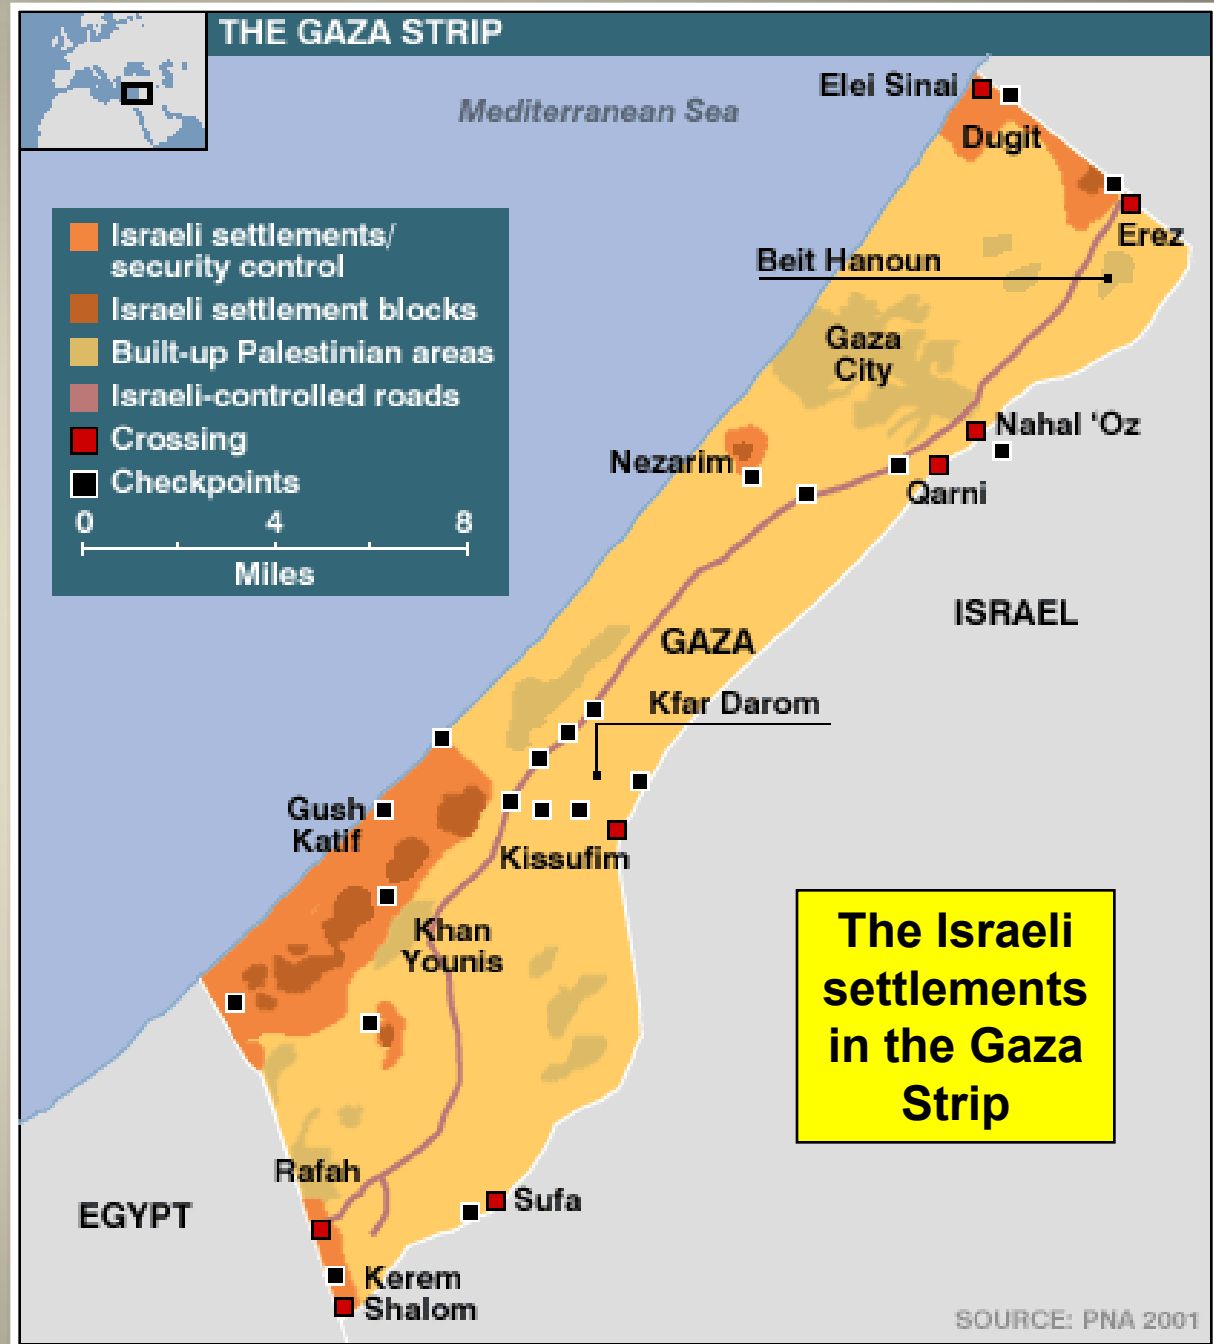 THE GAZA STRIP
Mediterranean Sea
Elei Sinai
Dugit
Erez
Beit Hanoun
Israeli settlements/
security control
Israeli settlement blocks
Built-up Palestinian areas
Israeli-controlled roads
Crossing
Checkpoints
0 4 8
Miles
Gaza
City
Nahal ‘Oz
Nezarim
Qarni
ISRAEL
GAZA
Kfar Darom
Gush
Katif
Kissufim
Khan
Younis
The Israeli
settlements
in the Gaza
Strip
Rafah
EGYPT
Sufa
Kerem
Shalom
SOURCE: PNA 2001